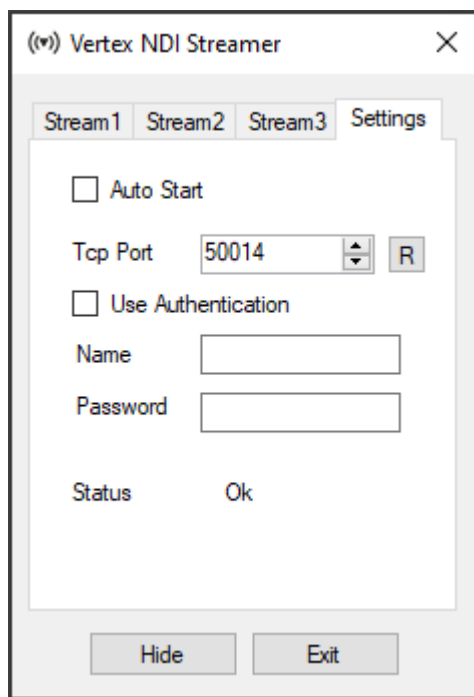 Vertex NDI Streamer
Stream1 Stream2 Stream3 Settings
Auto Start
Tcp Port 50014 R
Use Authentication
Name
Password
Status Ok
Hide Exit